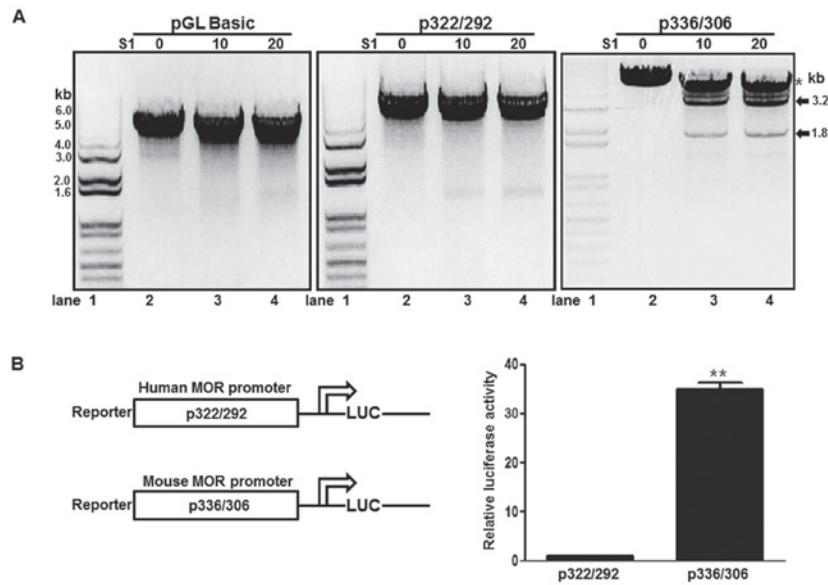 A
pGL Basic
S1 0 10 20
kb
6.0
5.0
4.0
3.0
2.0
1.6
lane 1 2 3 4
p322/292
S1 0 10 20
lane 1 2 3 4
p336/306
S1 0 10 20
* kb
3.2
1.8
lane 1 2 3 4
B
Human MOR promoter
Reporter p322/292 LUC
Mouse MOR promoter
Reporter p336/306 LUC
Relative luciferase activity
40
30
20
10
0
**
p322/292 p336/306